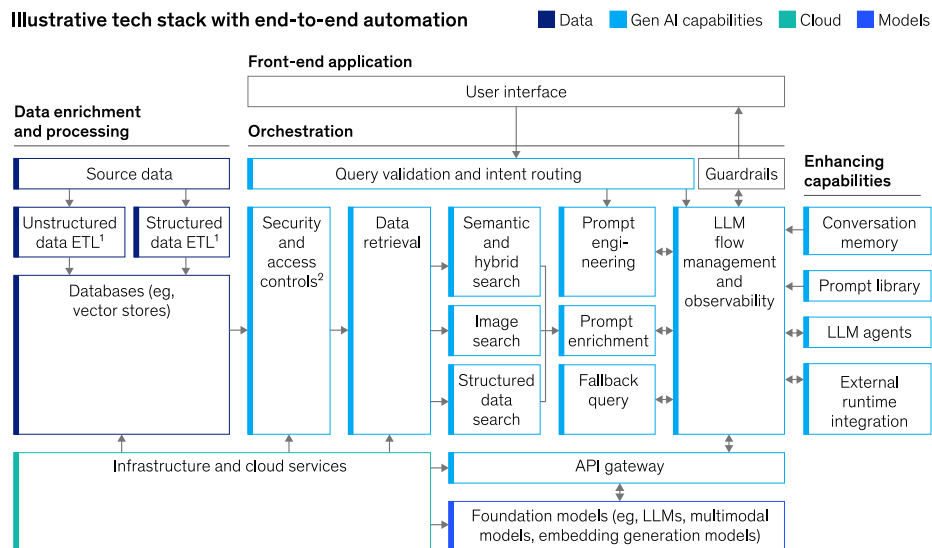 Illustrative tech stack with end-to-end automation
Data
Gen AI capabilities
Cloud
Models
Front-end application
User interface
Data enrichment
and processing
Orchestration
Source data
Query validation and intent routing
Guardrails
Enhancing
capabilities
Unstructured
data ETL¹
Structured
data ETL¹
Databases (eg,
vector stores)
Security
and
access
controls²
Data
retrieval
Semantic
and
hybrid
search
Image
search
Structured
data
search
Prompt
engi-
neering
Prompt
enrichment
Fallback
query
LLM
flow
management
and
observability
Conversation
memory
Prompt library
LLM agents
External
runtime
integration
Infrastructure and cloud services
API gateway
Foundation models (eg, LLMs, multimodal
models, embedding generation models)